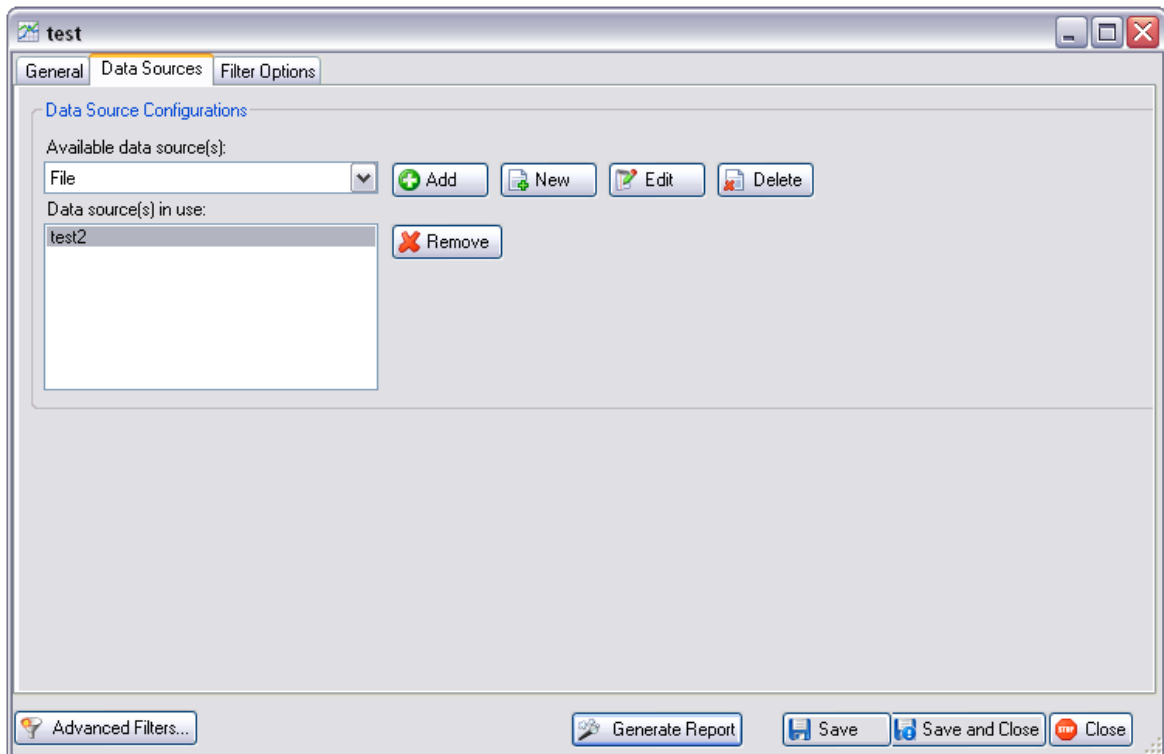 test
General Data Sources Filter Options
Data Source Configurations
Available data source(s):
File Add New Edit Delete
Data source(s) in use:
test2 Remove
Advanced Filters... Generate Report Save Save and Close STOP Close